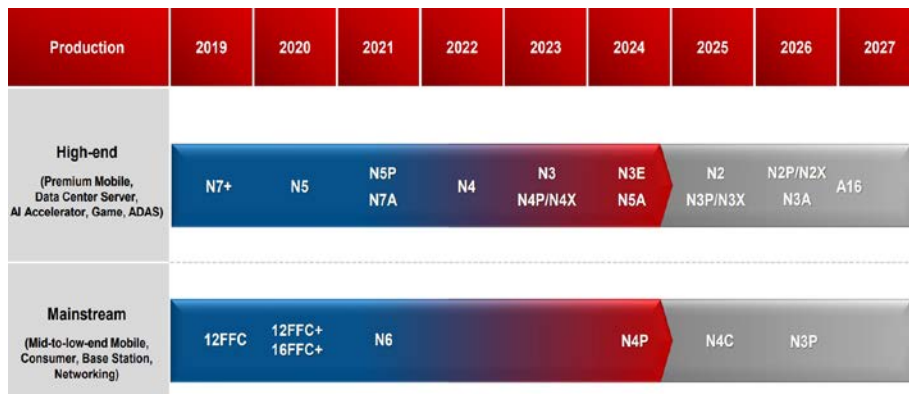 Production 2019 2020 2021 2022 2023 2024 2025 2026 2027
High-end
(Premium Mobile,
Data Center Server,
AI Accelerator, Game, ADAS)
N7+ N5 N5P N4 N3 N3E N2 N2P/N2X A16
N7A N4P/N4X N5A N3P/N3X N3A
Mainstream
(Mid-to-low-end Mobile,
Consumer, Base Station,
Networking)
12FFC 12FFC+ N6 N4P N4C N3P
16FFC+